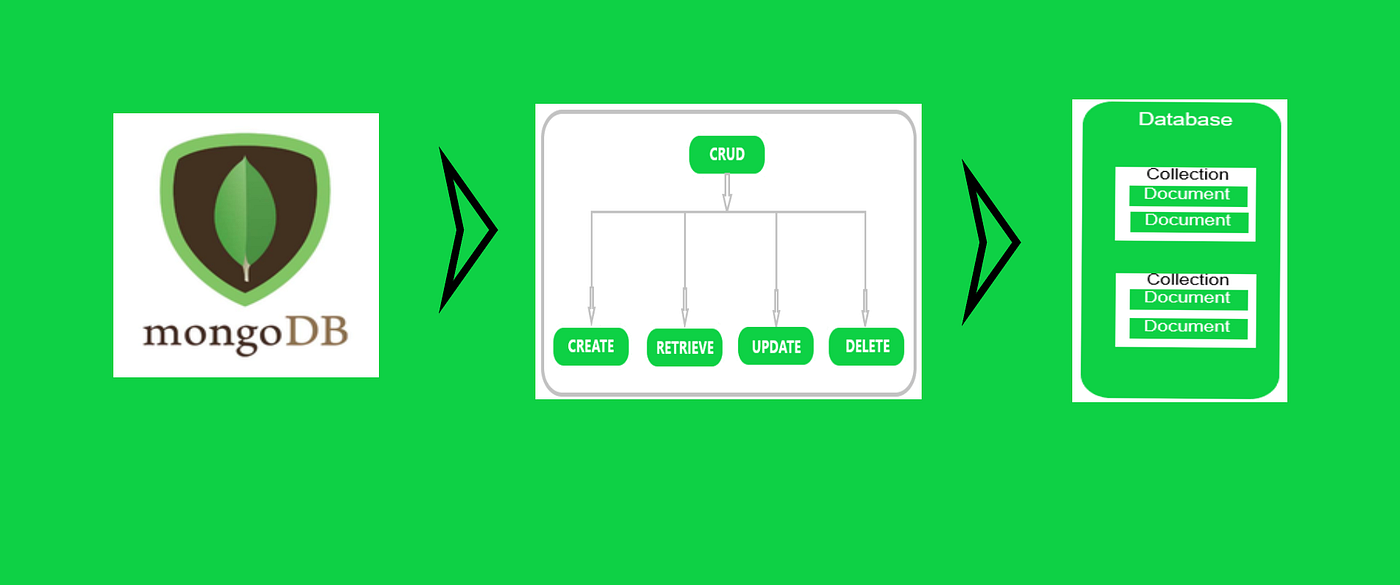 mongoDB
CRUD
CREATE
RETRIEVE
UPDATE
DELETE
Database
Collection
Document
Document
Collection
Document
Document